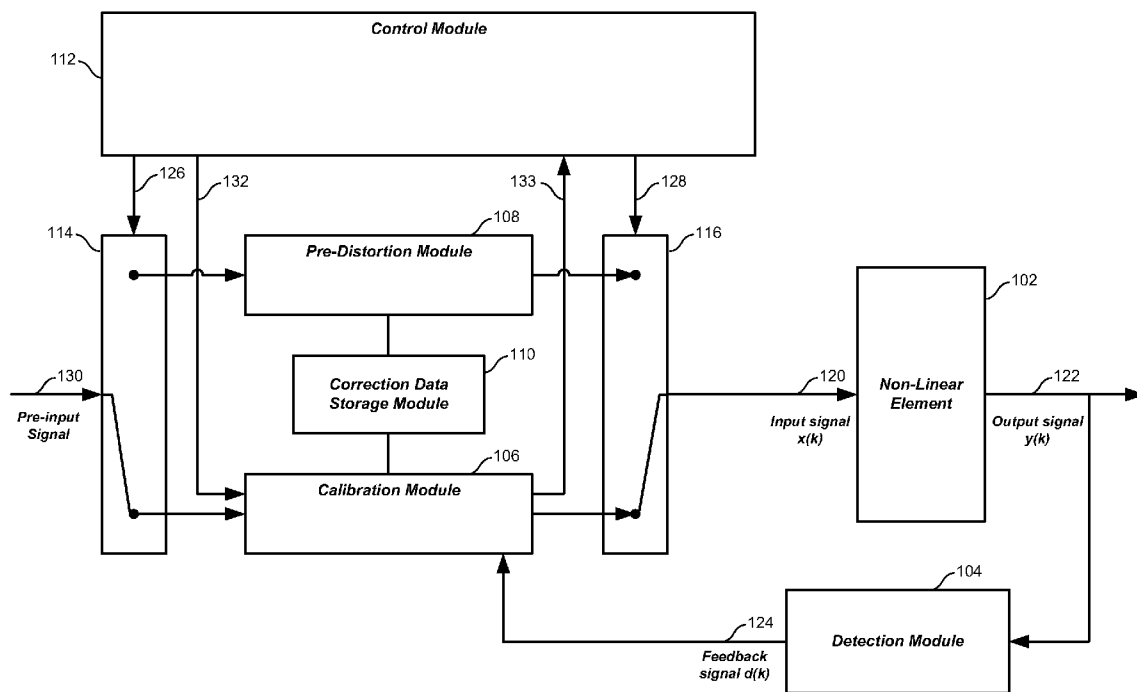 Control Module
112
126
132
133
128
114
108
116
Pre-Distortion Module
102
110
130
Correction Data
Storage Module
120
Non-Linear
Element
122
Pre-input
Signal
Input signal
x(k)
Output signal
y(k)
106
Calibration Module
104
124
Detection Module
Feedback
signal d(k)